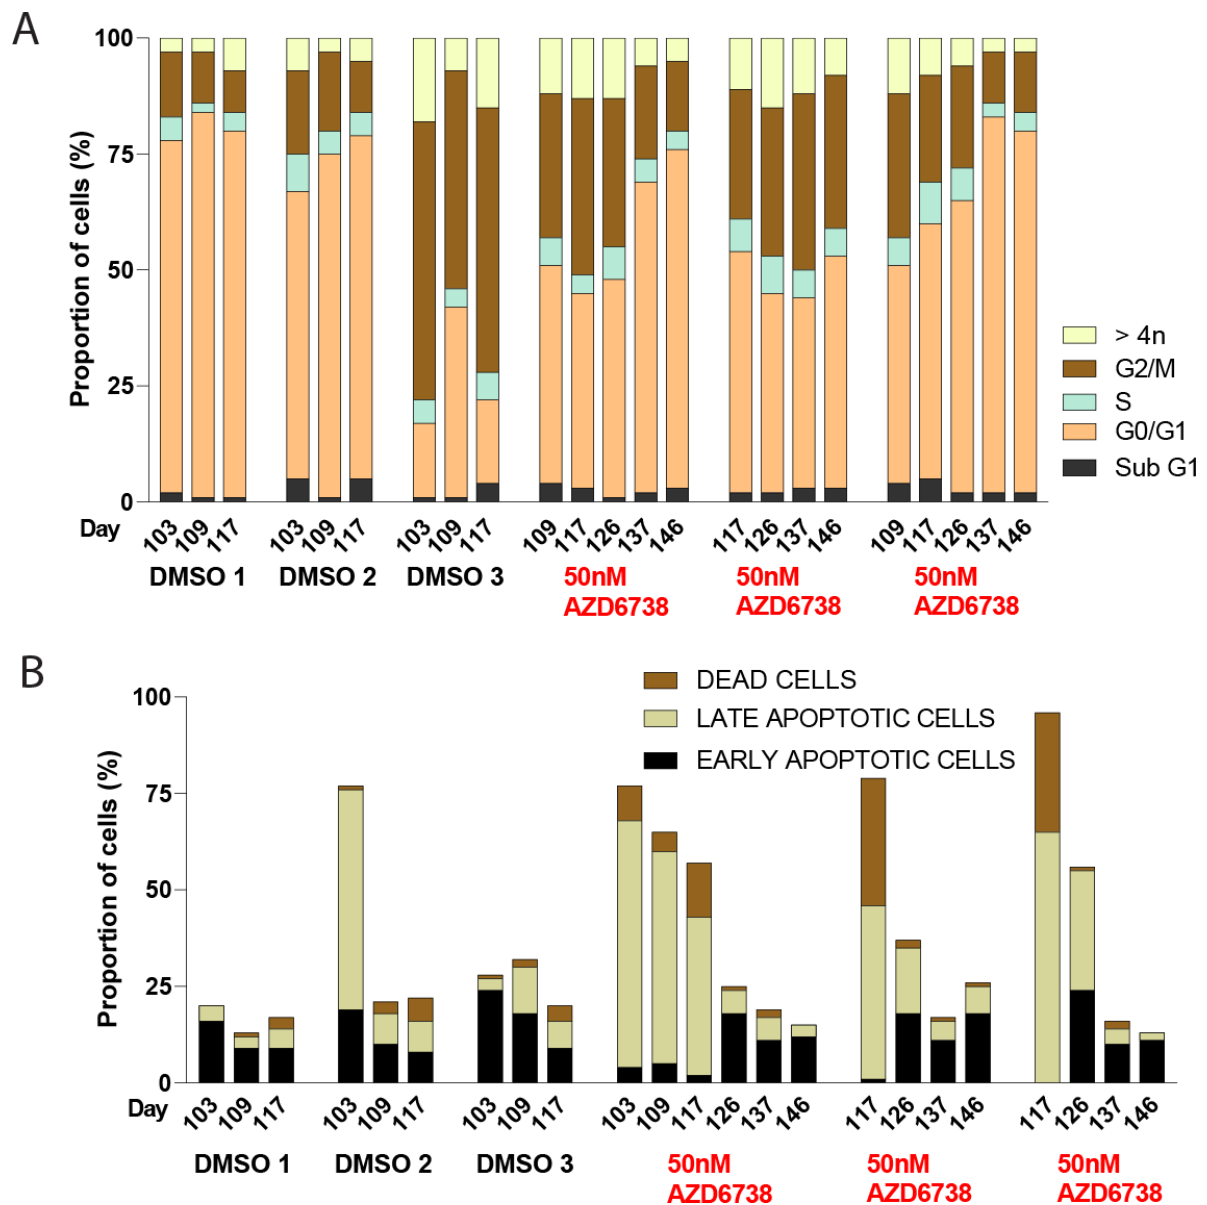 A
Proportion of cells (%)
100
75
50
25
0
> 4n
G2/M
S
G0/G1
Sub G1
Day
103 109 117 103 109 117 103 109 117 109 117 126 137 146 117 126 137 146 109 117 126 137 146
DMSO 1 DMSO 2 DMSO 3 50nM 50nM 50nM
AZD6738 AZD6738 AZD6738
B
Proportion of cells (%)
100
75
50
25
0
DEAD CELLS
LATE APOPTOTIC CELLS
EARLY APOPTOTIC CELLS
Day
103 109 117 103 109 117 103 109 117 103 109 117 126 137 146 117 126 137 146 117 126 137 146
DMSO 1 DMSO 2 DMSO 3 50nM 50nM 50nM
AZD6738 AZD6738 AZD6738